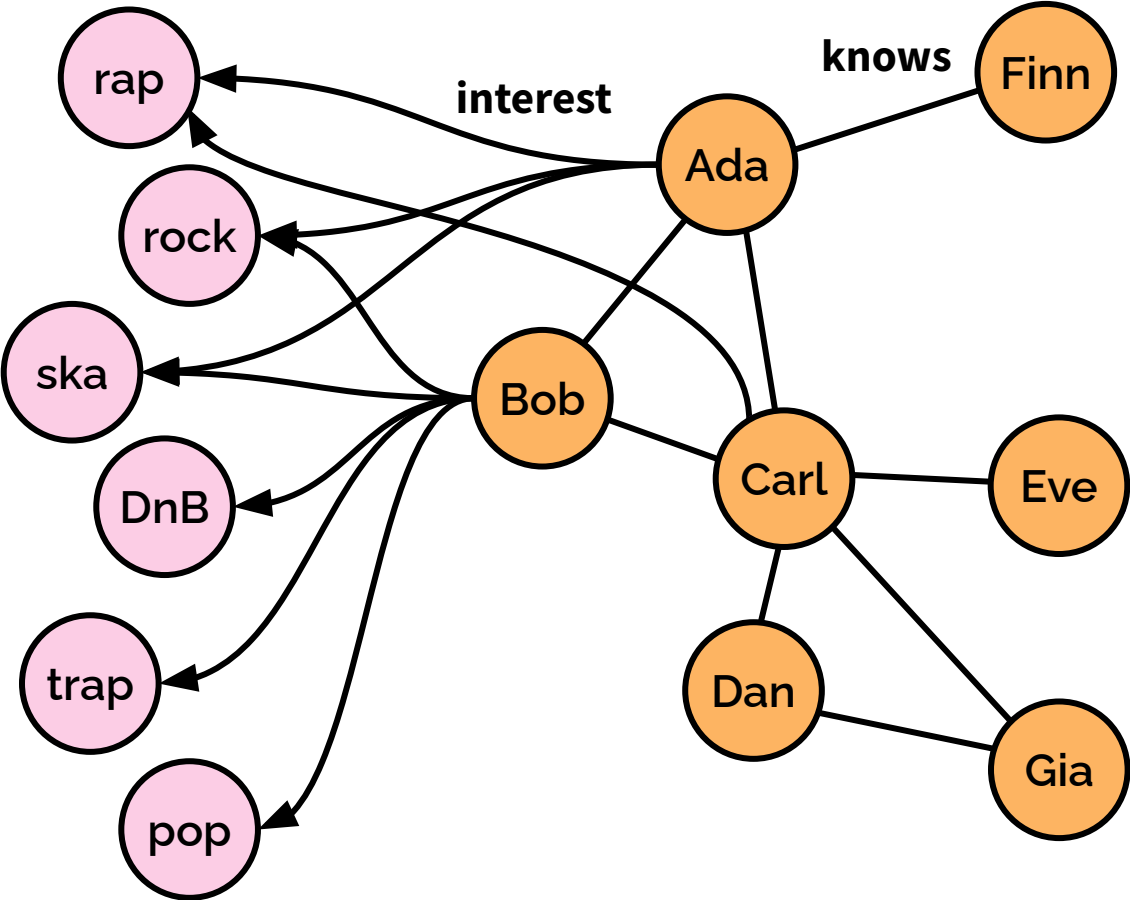 rap
interest
knows
Finn
Ada
rock
ska
Bob
DnB
Carl
Eve
trap
Dan
Gia
pop